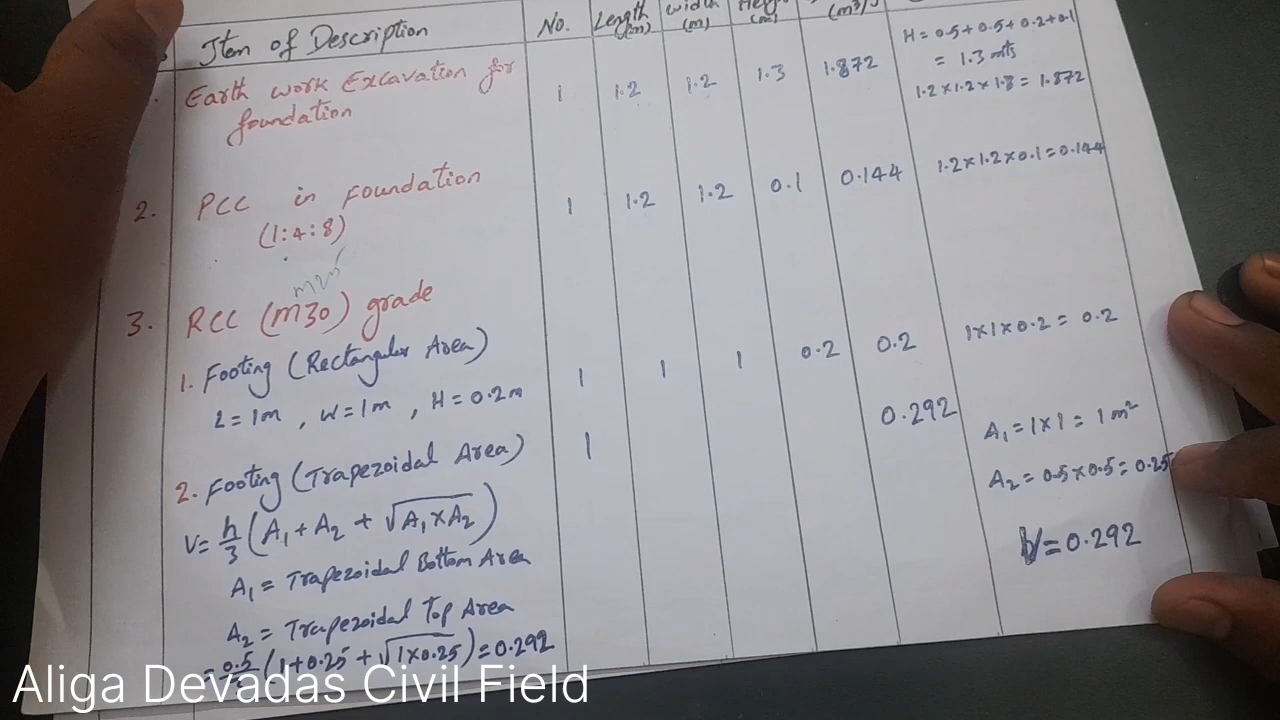 Item of Description No. Length (m) Width (m) (m) (m³)
Earth work Excavation for foundation 1 1.2 1.2 1.3 1.872
H = 0.5+0.5+0.2+0.1
= 1.3 mts
1.2×1.2×1.3 = 1.872
2. PCC in Foundation 1 1.2 1.2 0.1 0.144 1.2×1.2×0.1=0.144
(1:4:8)
m25
3. RCC (m30) grade
1. Footing (Rectangular Area) 1 1 1 0.2 0.2 1×1×0.2 = 0.2
L=1m, W=1m, H=0.2m
2. Footing (Trapezoidal Area) 1 0.292 A₁ = 1×1 = 1m²
A₂ = 0.5×0.5 = 0.25
V= h/3 (A₁+A₂ + √A₁×A₂)
V=0.292
A₁ = Trapezoidal Bottom Area
A₂ = Trapezoidal Top Area
= 0.5 (1+0.25 + √1×0.25) = 0.292
Aliga Devadas Civil Field